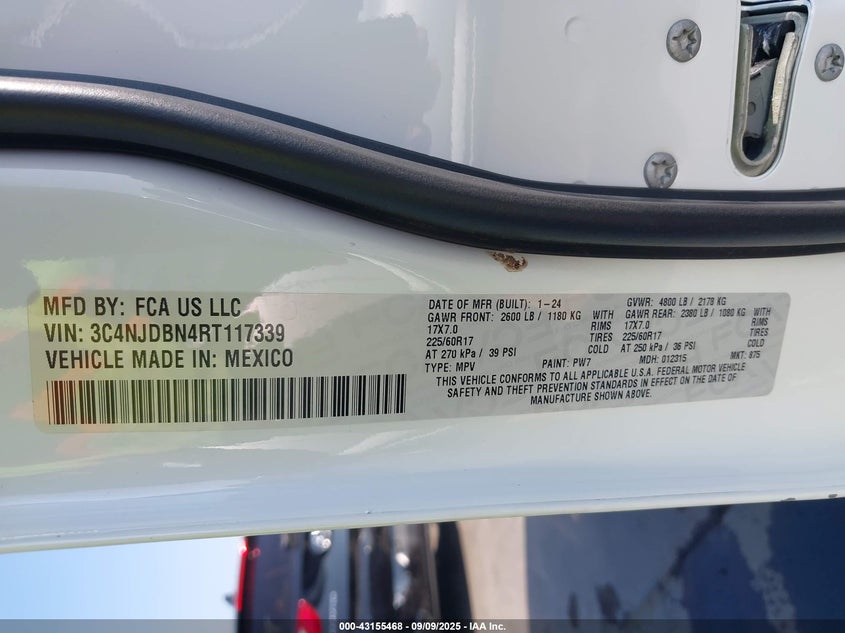 MFD BY: FCA US LLC
VIN: 3C4NJDBN4RT117339
VEHICLE MADE IN: MEXICO
DATE OF MFR (BUILT): 1-24 GVWR: 4800 LB / 2178 KG
GAWR FRONT: 2600 LB / 1180 KG WITH GAWR REAR: 2380 LB / 1080 KG WITH
17X7.0 RIMS 17X7.0 RIMS
225/60R17 TIRES 225/60R17 TIRES
AT 270 kPa / 39 PSI COLD AT 250 kPa / 36 PSI COLD
TYPE: MPV PAINT: PW7 MDH: 012315 MKT: 875
THIS VEHICLE CONFORMS TO ALL APPLICABLE U.S.A. FEDERAL MOTOR VEHICLE
SAFETY AND THEFT PREVENTION STANDARDS IN EFFECT ON THE DATE OF
MANUFACTURE SHOWN ABOVE.
000-43155468 - 09/09/2025 - IAA Inc.